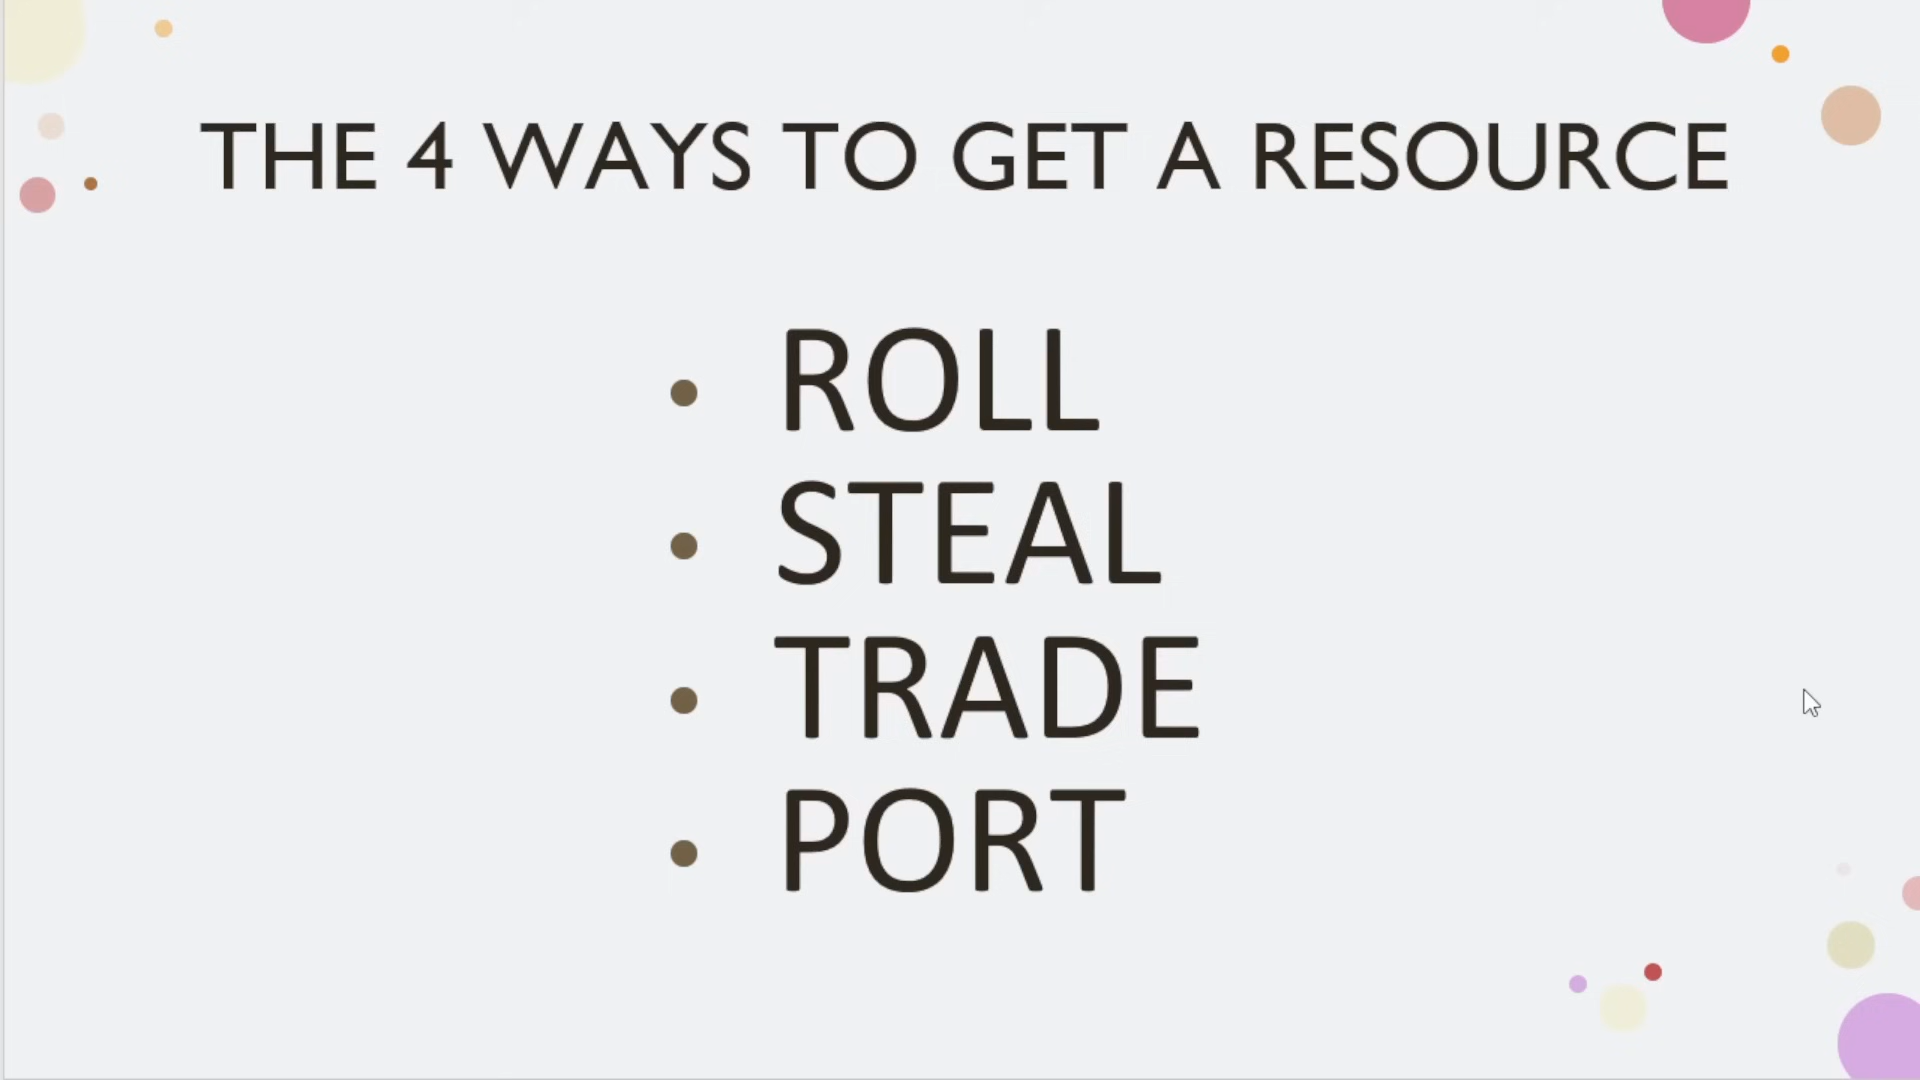 THE 4 WAYS TO GET A RESOURCE
• ROLL
• STEAL
• TRADE
• PORT